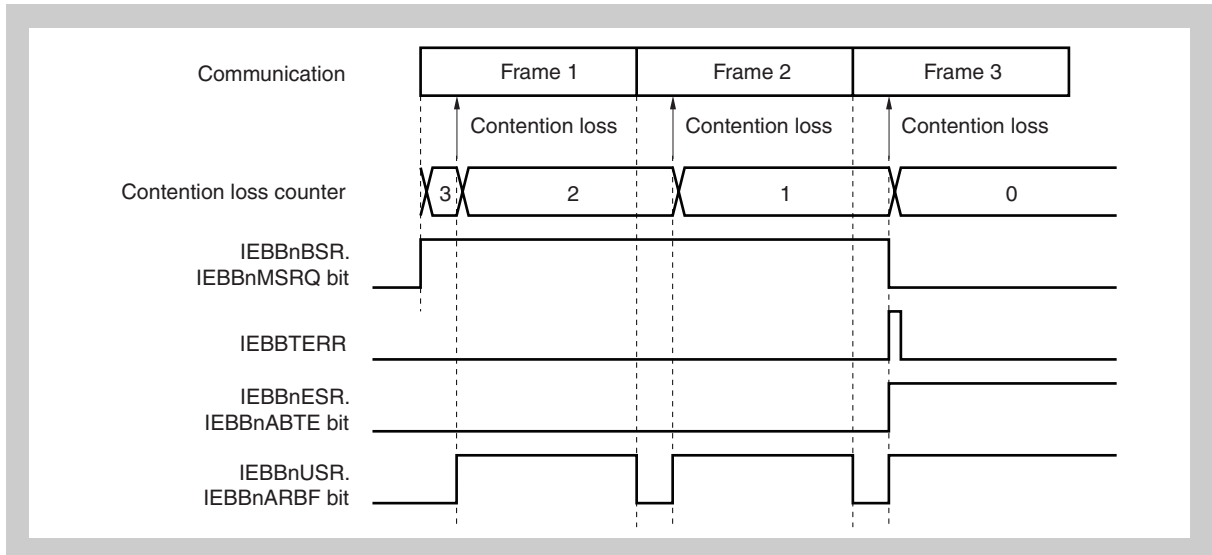 Communication
Frame 1
Frame 2
Frame 3
Contention loss
Contention loss
Contention loss
Contention loss counter
3
2
1
0
IEBBnBSR.
IEBBnMSRQ bit
IEBBTERR
IEBBnESR.
IEBBnABTE bit
IEBBnUSR.
IEBBnARBF bit